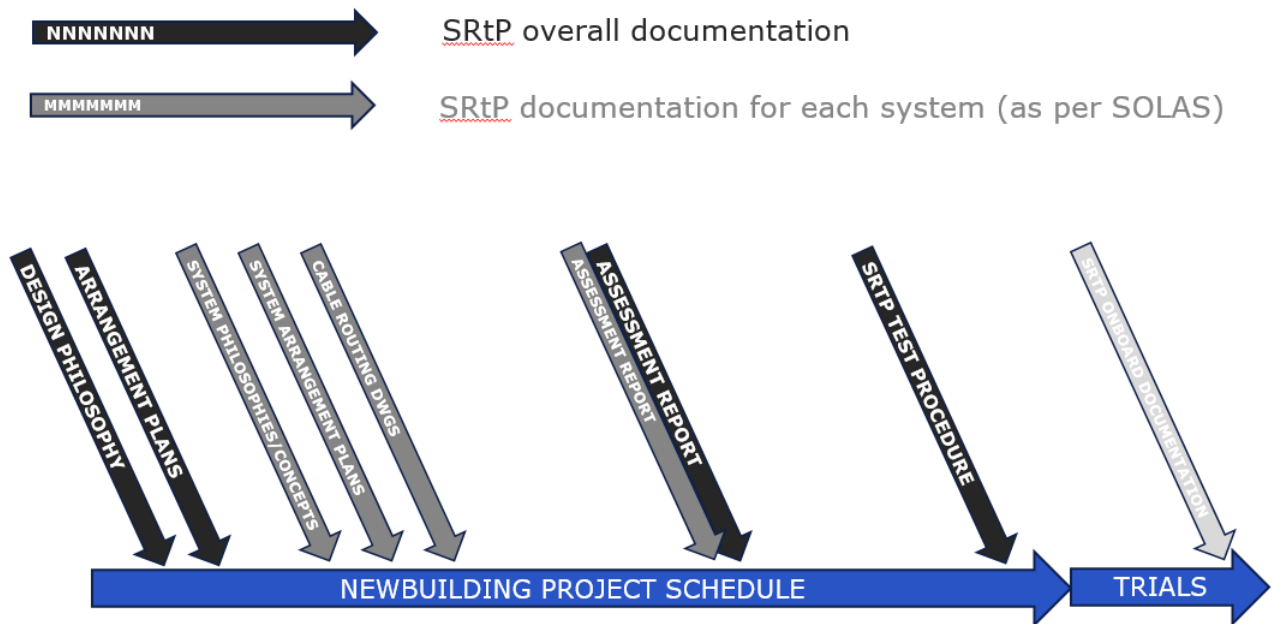 NNNNNNN
SRtP overall documentation
MMMMMMM
SRtP documentation for each system (as per SOLAS)
DESIGN PHILOSOPHY
ARRANGEMENT PLANS
SYSTEM PHILOSOPHIES/CONCEPTS
SYSTEM ARRANGEMENT PLANS
CABLE ROUTING DWGS
ASSESSMENT REPORT
ASSESSMENT REPORT
SRTP TEST PROCEDURE
SRTP ONBOARD DOCUMENTATION
NEWBUILDING PROJECT SCHEDULE
TRIALS